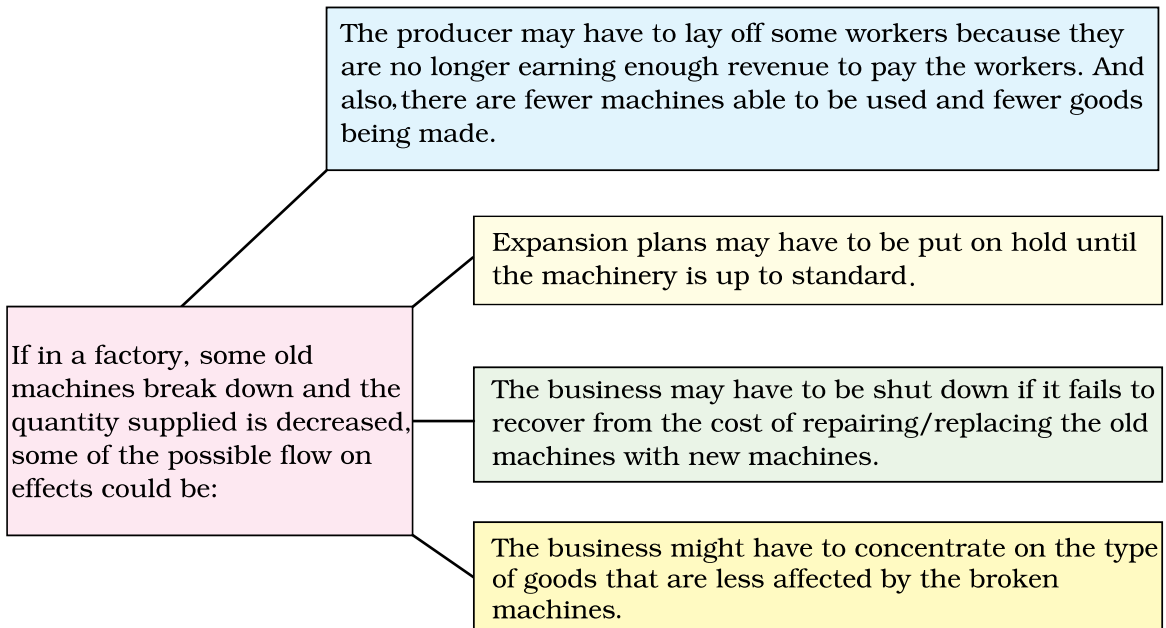 The producer may have to lay off some workers because they
are no longer earning enough revenue to pay the workers. And
also, there are fewer machines able to be used and fewer goods
being made.
Expansion plans may have to be put on hold until
the machinery is up to standard.
If in a factory, some old
machines break down and the
quantity supplied is decreased,
some of the possible flow on
effects could be:
The business may have to be shut down if it fails to
recover from the cost of repairing/replacing the old
machines with new machines.
The business might have to concentrate on the type
of goods that are less affected by the broken
machines.